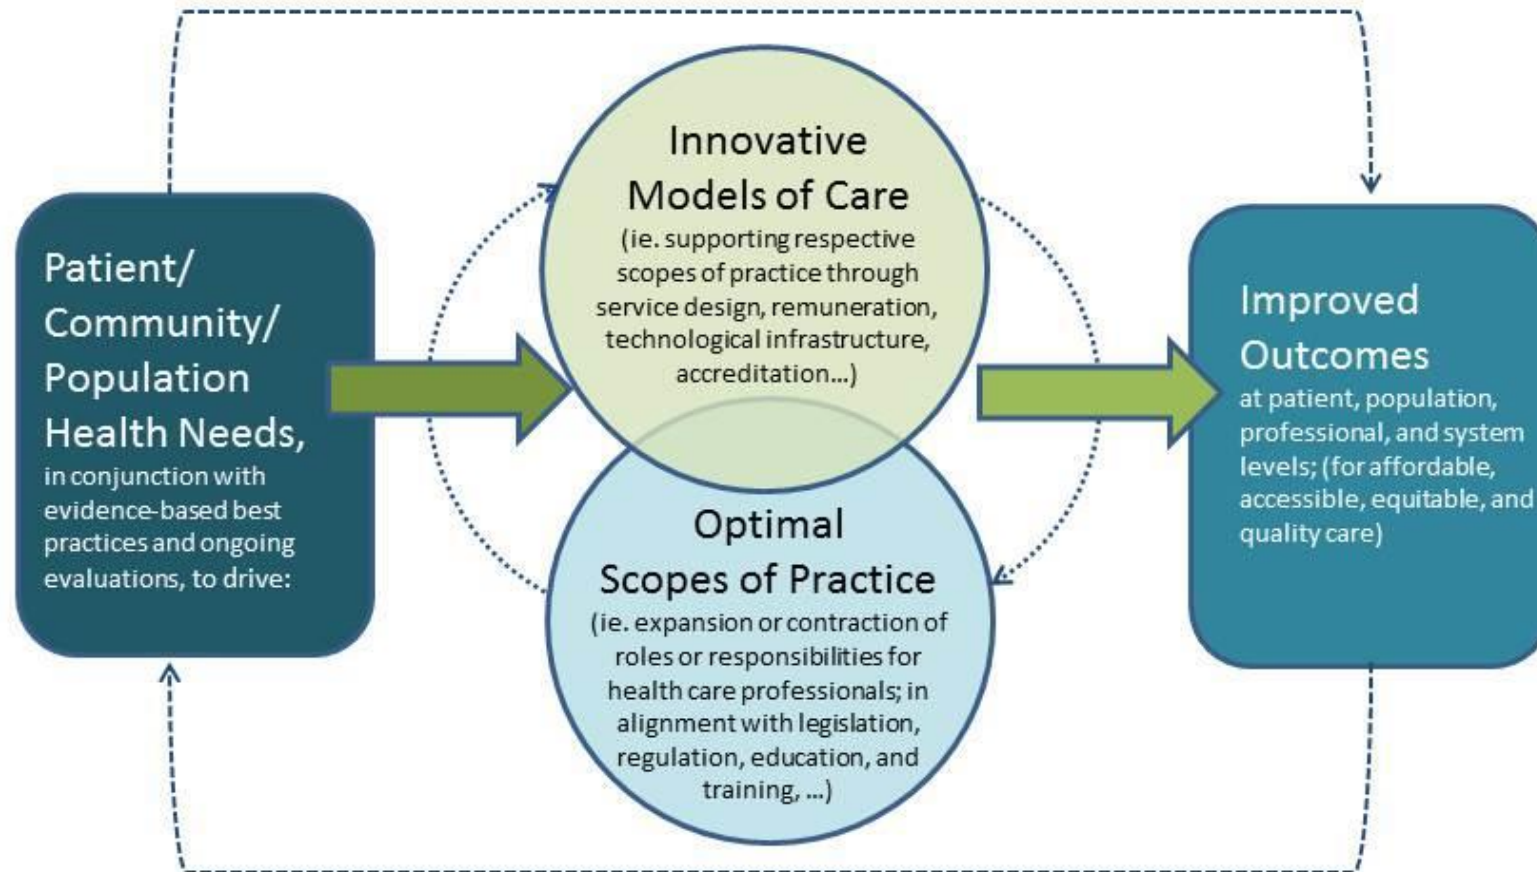 Patient/
Community/
Population
Health Needs,
in conjunction with
evidence-based best
practices and ongoing
evaluations, to drive:
Innovative
Models of Care
(ie. supporting respective
scopes of practice through
service design, remuneration,
technological infrastructure,
accreditation...)
Optimal
Scopes of Practice
(ie. expansion or contraction of
roles or responsibilities for
health care professionals; in
alignment with legislation,
regulation, education, and
training, ...)
Improved
Outcomes
at patient, population,
professional, and system
levels; (for affordable,
accessible, equitable, and
quality care)